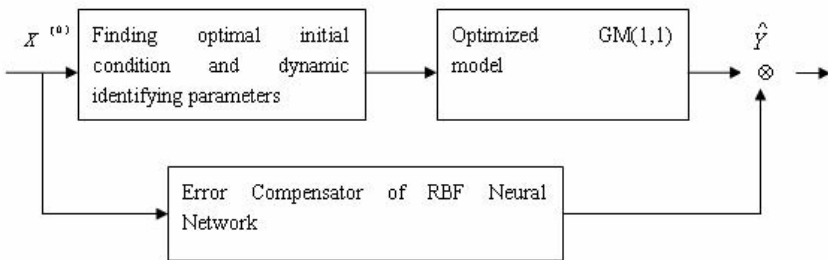 X (0)
Finding optimal initial
condition and dynamic
identifying parameters
Optimized GM(1,1)
model
Ŷ
⊗
Error Compensator of RBF Neural
Network